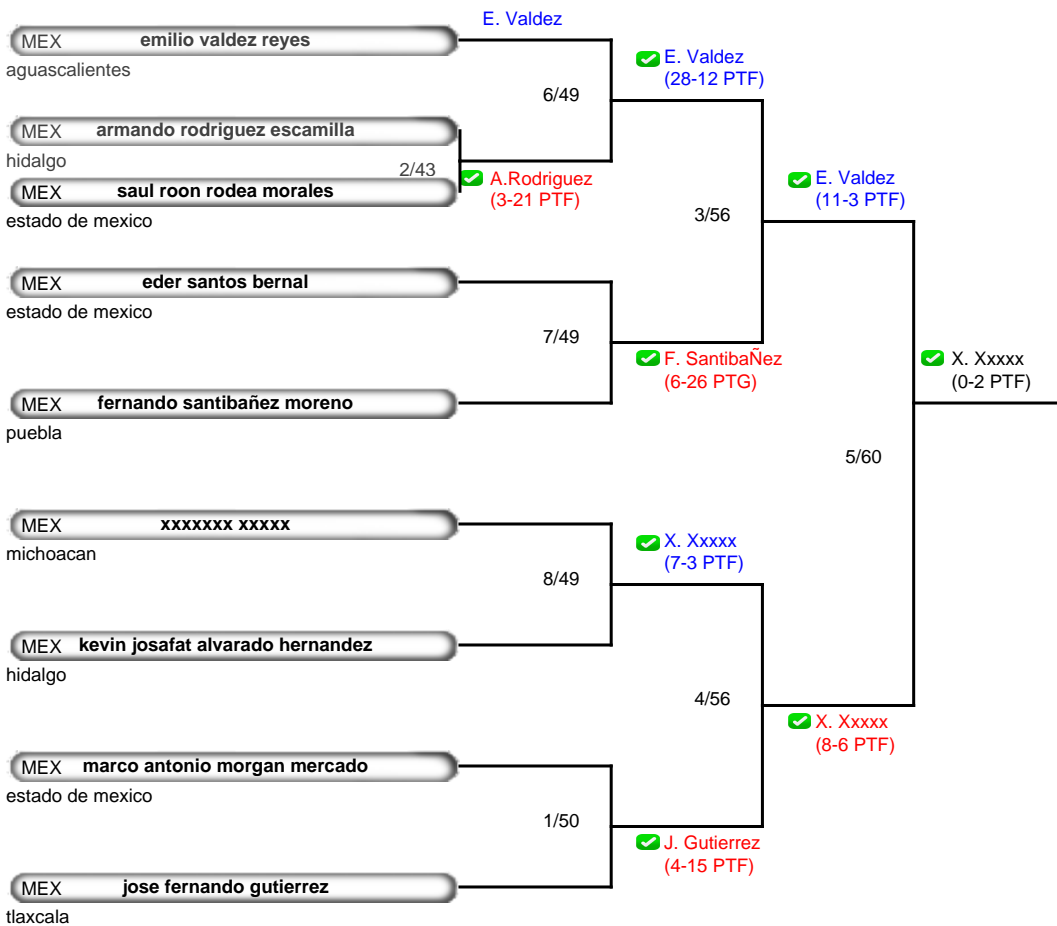 E. Valdez
MEX emilio valdez reyes
aguascalientes
E. Valdez
(28-12 PTF)
6/49
MEX armando rodriguez escamilla
hidalgo
2/43
A.Rodriguez
(3-21 PTF)
MEX saul roon rodea morales
estado de mexico
E. Valdez
(11-3 PTF)
3/56
MEX eder santos bernal
estado de mexico
7/49
F. SantibaÑez
(6-26 PTG)
X. Xxxxx
(0-2 PTF)
MEX fernando santibañez moreno
puebla
5/60
MEX xxxxxxx xxxxx
michoacan
X. Xxxxx
(7-3 PTF)
8/49
MEX kevin josafat alvarado hernandez
hidalgo
4/56
X. Xxxxx
(8-6 PTF)
MEX marco antonio morgan mercado
estado de mexico
1/50
J. Gutierrez
(4-15 PTF)
MEX jose fernando gutierrez
tlaxcala